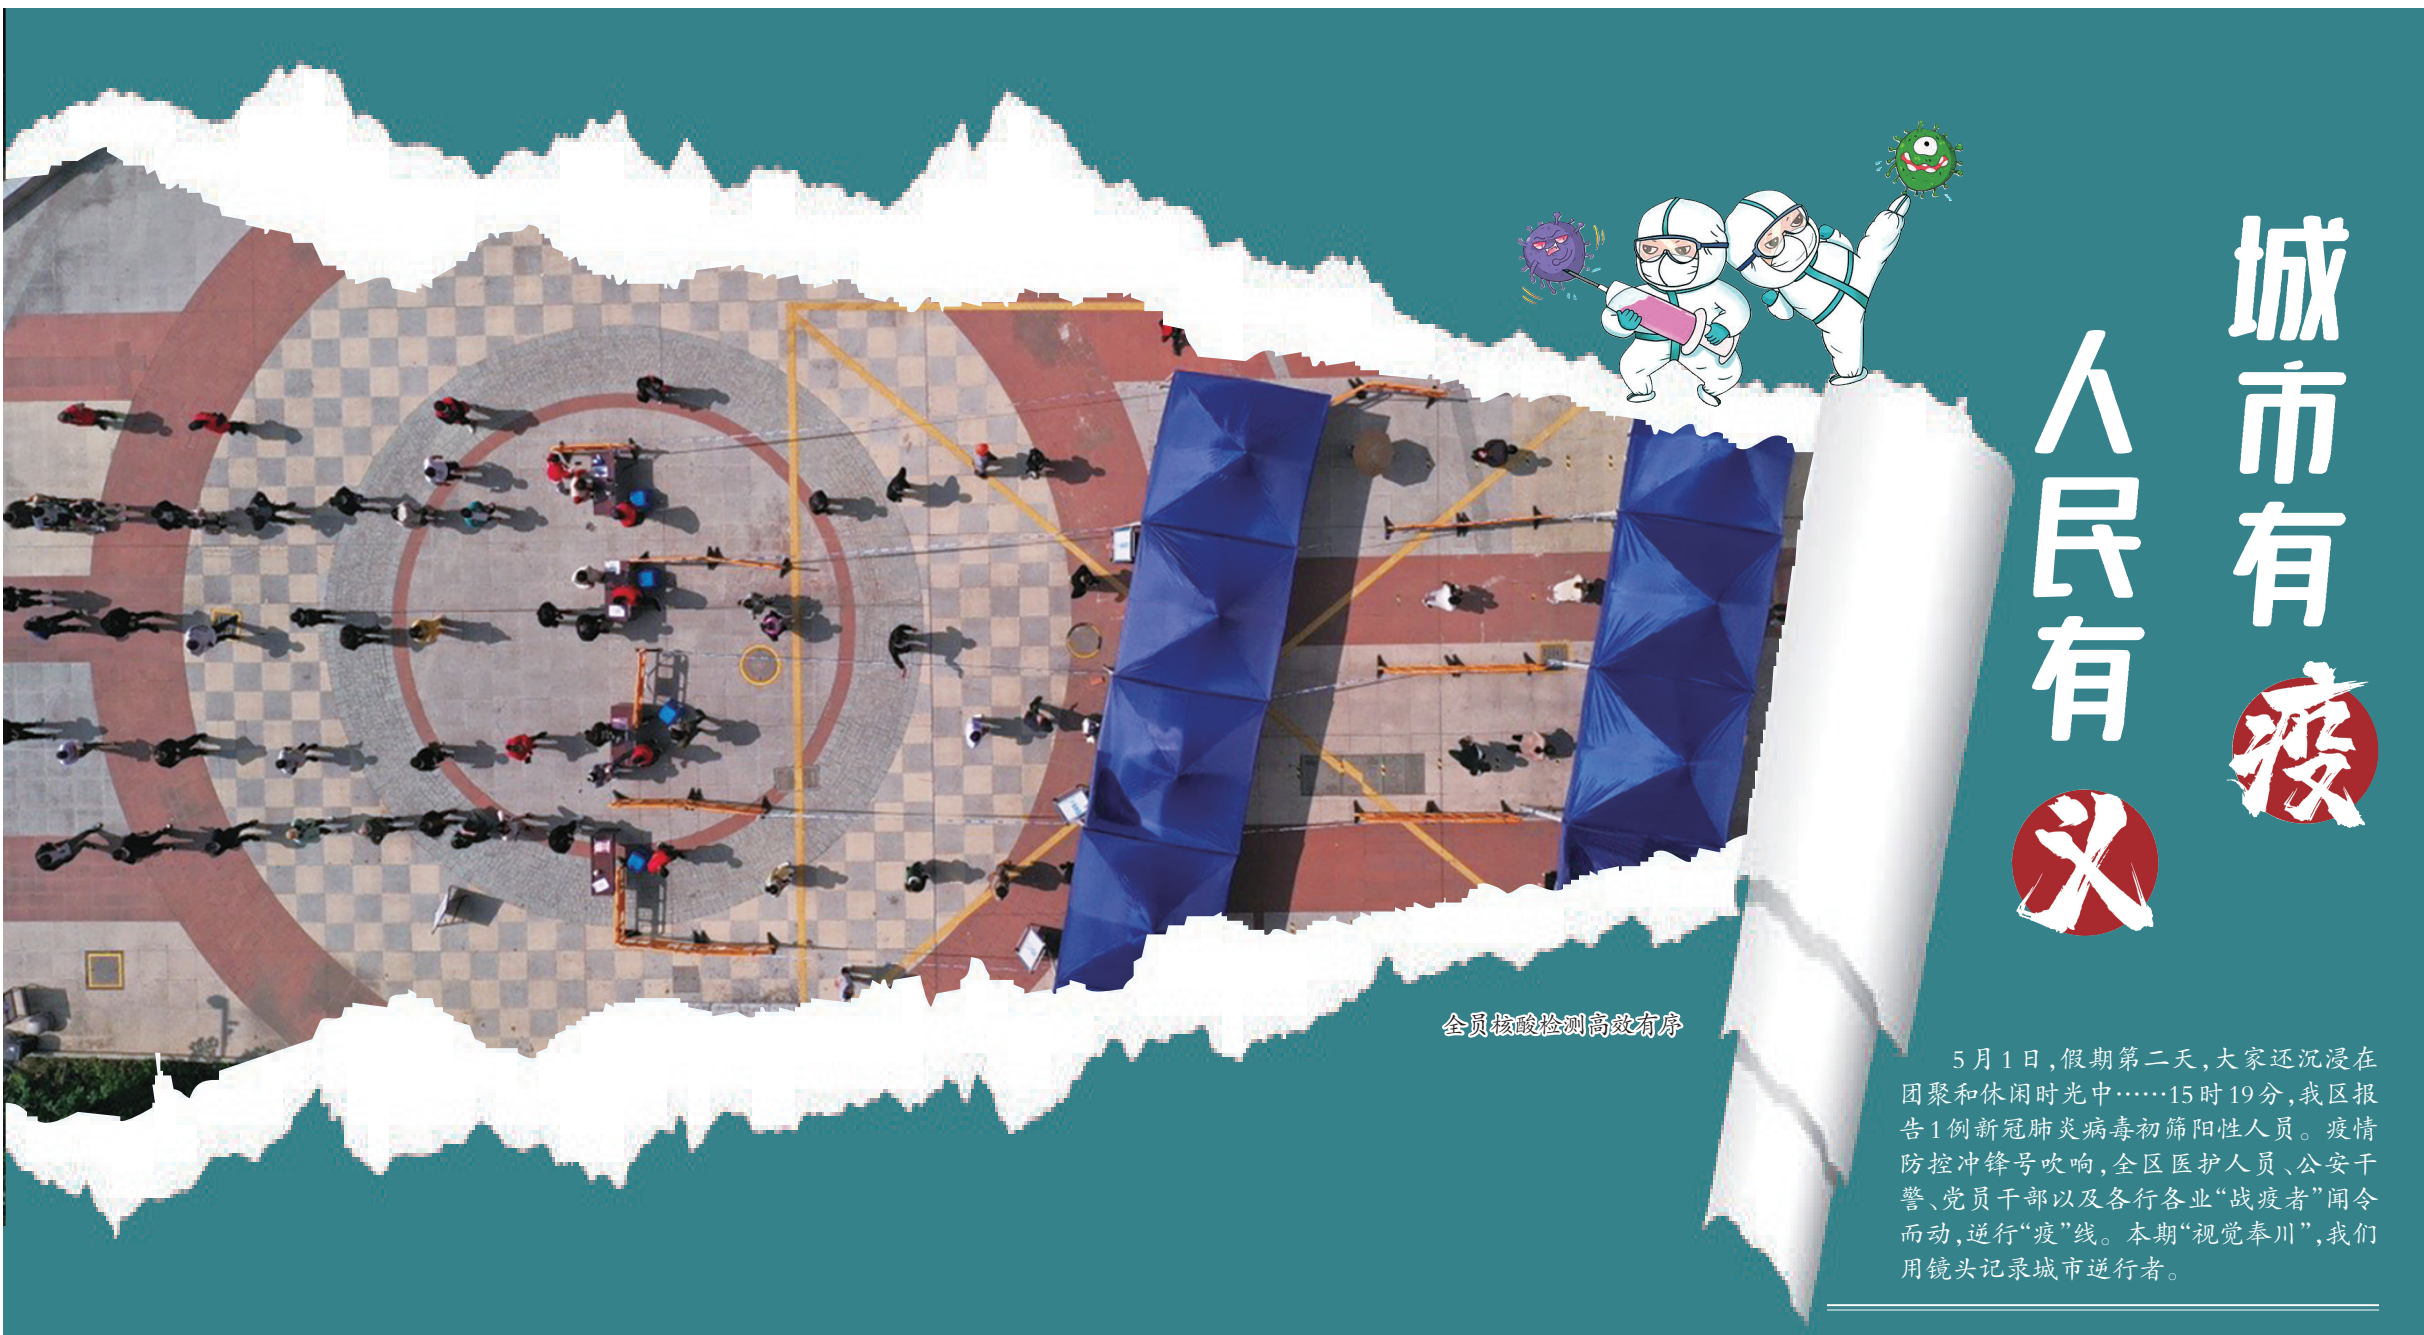 城市有疫
人民有义
全员核酸检测高效有序
5月1日,假期第二天,大家还沉浸在
团聚和休闲时光中……15时19分,我区报
告1例新冠肺炎病毒初筛阳性人员。疫情
防控冲锋号吹响,全区医护人员、公安干
警、党员干部以及各行各业“战疫者”闻令
而动,逆行“疫”线。本期“视觉奉川”,我们
用镜头记录城市逆行者。